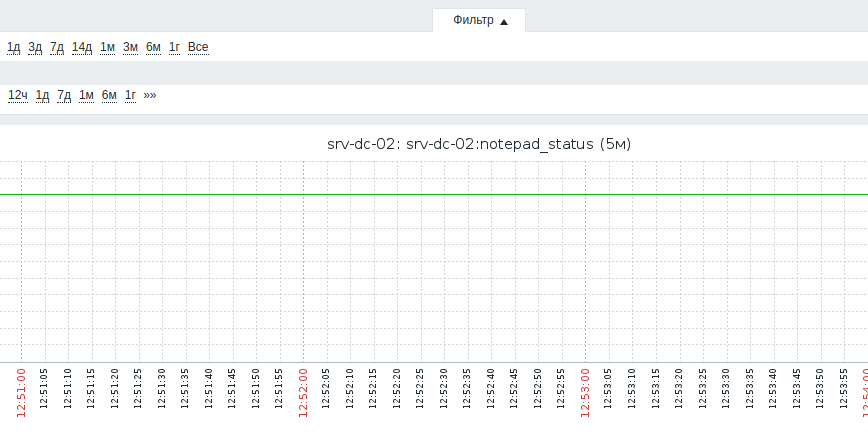 Фильтр ▲
1д 3д 7д 14д 1м 3м 6м 1г Все
12ч 1д 7д 1м 6м 1г »»
srv-dc-02: srv-dc-02:notepad_status (5м)
12:51:00 12:51:05 12:51:10 12:51:15 12:51:20 12:51:25 12:51:30 12:51:35 12:51:40 12:51:45 12:51:50 12:51:55 12:52:00 12:52:05 12:52:10 12:52:15 12:52:20 12:52:25 12:52:30 12:52:35 12:52:40 12:52:45 12:52:50 12:52:55 12:53:00 12:53:05 12:53:10 12:53:15 12:53:20 12:53:25 12:53:30 12:53:35 12:53:40 12:53:45 12:53:50 12:53:55 12:54:00